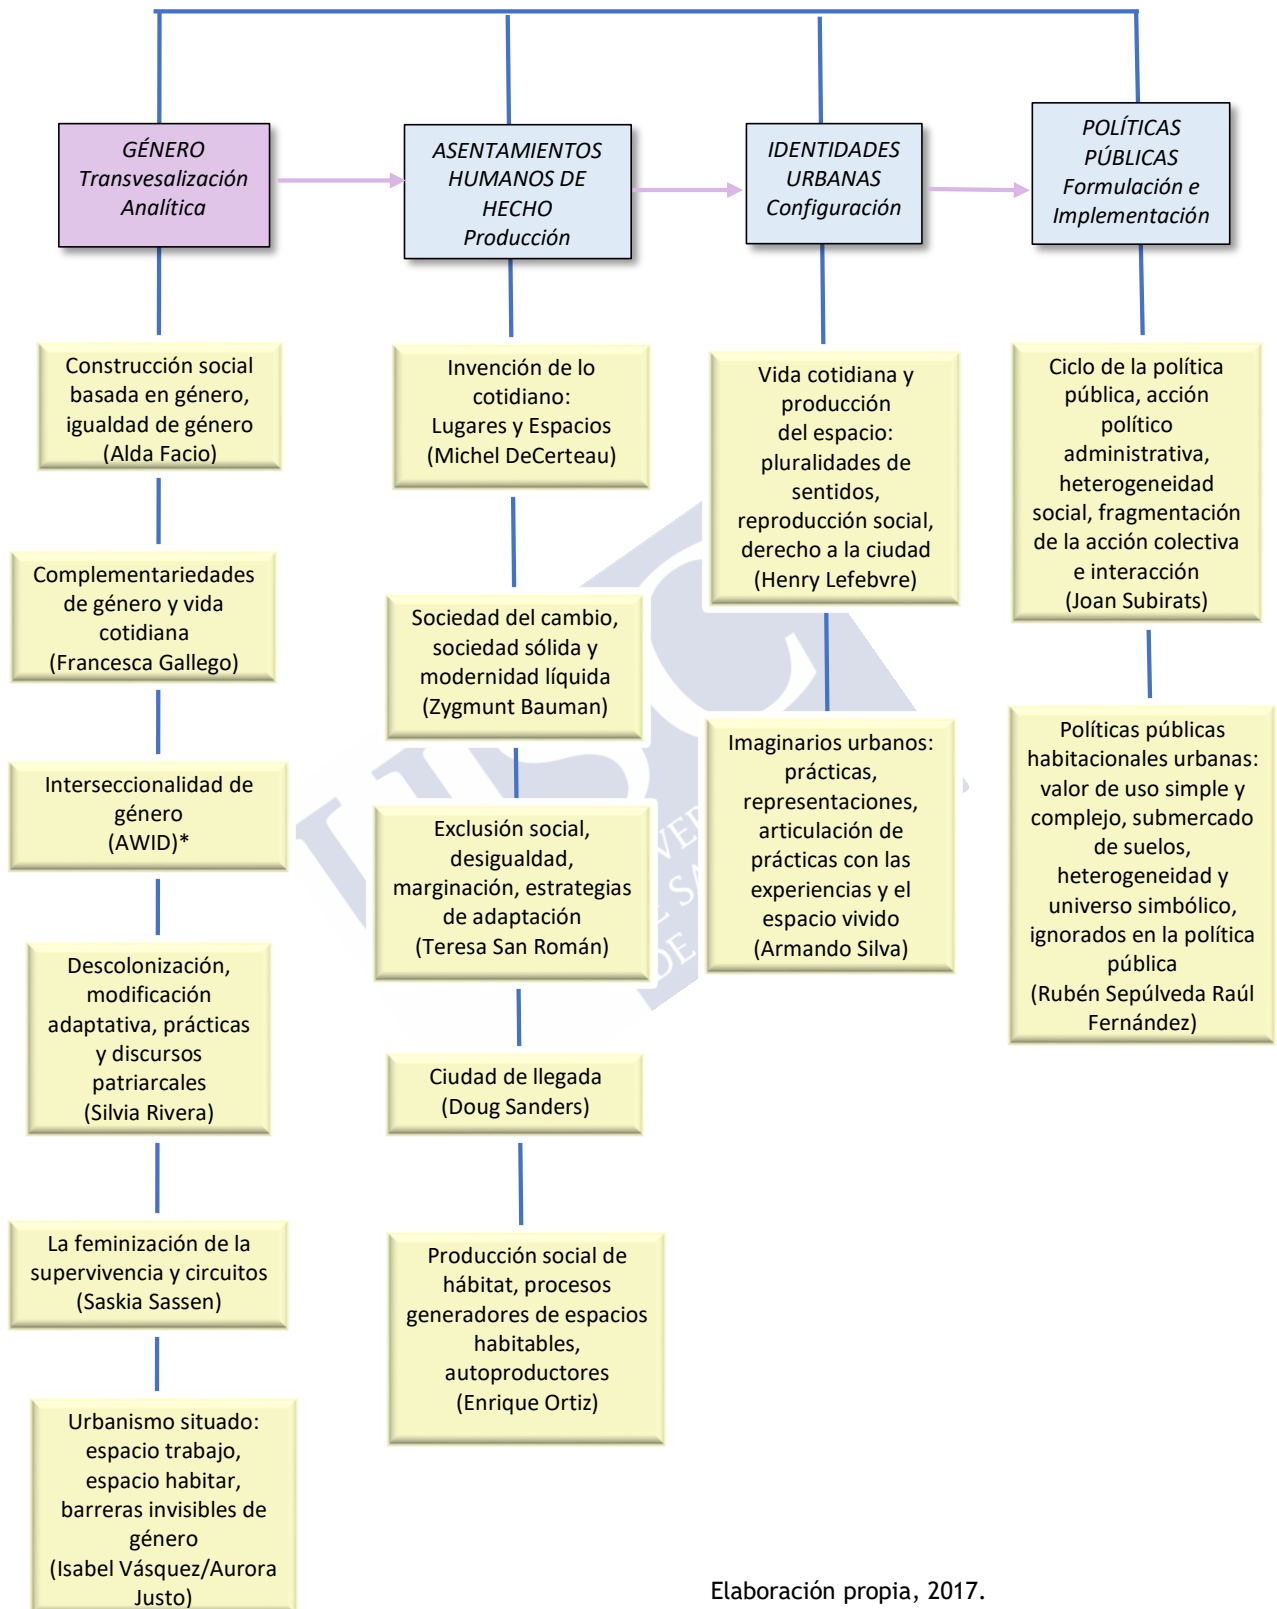 GÉNERO
Transvesalización
Analítica
ASENTAMIENTOS
HUMANOS DE
HECHO
Producción
IDENTIDADES
URBANAS
Configuración
POLÍTICAS
PÚBLICAS
Formulación e
Implementación
Construcción social
basada en género,
igualdad de género
(Alda Facio)
Complementariedades
de género y vida
cotidiana
(Francesca Gallego)
Interseccionalidad de
género
(AWID)*
Descolonización,
modificación
adaptativa, prácticas
y discursos
patriarcales
(Silvia Rivera)
La feminización de la
supervivencia y circuitos
(Saskia Sassen)
Urbanismo situado:
espacio trabajo,
espacio habitar,
barreras invisibles de
género
(Isabel Vásquez/Aurora
Justo)
Invención de lo
cotidiano:
Lugares y Espacios
(Michel DeCerteau)
Sociedad del cambio,
sociedad sólida y
modernidad líquida
(Zygmunt Bauman)
Exclusión social,
desigualdad,
marginación, estrategias
de adaptación
(Teresa San Román)
Ciudad de llegada
(Doug Sanders)
Producción social de
hábitat, procesos
generadores de espacios
habitables,
autoproductores
(Enrique Ortiz)
Vida cotidiana y
producción
del espacio:
pluralidades de
sentidos,
reproducción social,
derecho a la ciudad
(Henry Lefebvre)
Imaginarios urbanos:
prácticas,
representaciones,
articulación de
prácticas con las
experiencias y el
espacio vivido
(Armando Silva)
Ciclo de la política
pública, acción
político
administrativa,
heterogeneidad
social, fragmentación
de la acción colectiva
e interacción
(Joan Subirats)
Políticas públicas
habitacionales urbanas:
valor de uso simple y
complejo, submercado
de suelos,
heterogeneidad y
universo simbólico,
ignorados en la política
pública
(Rubén Sepúlveda Raúl
Fernández)
Elaboración propia, 2017.